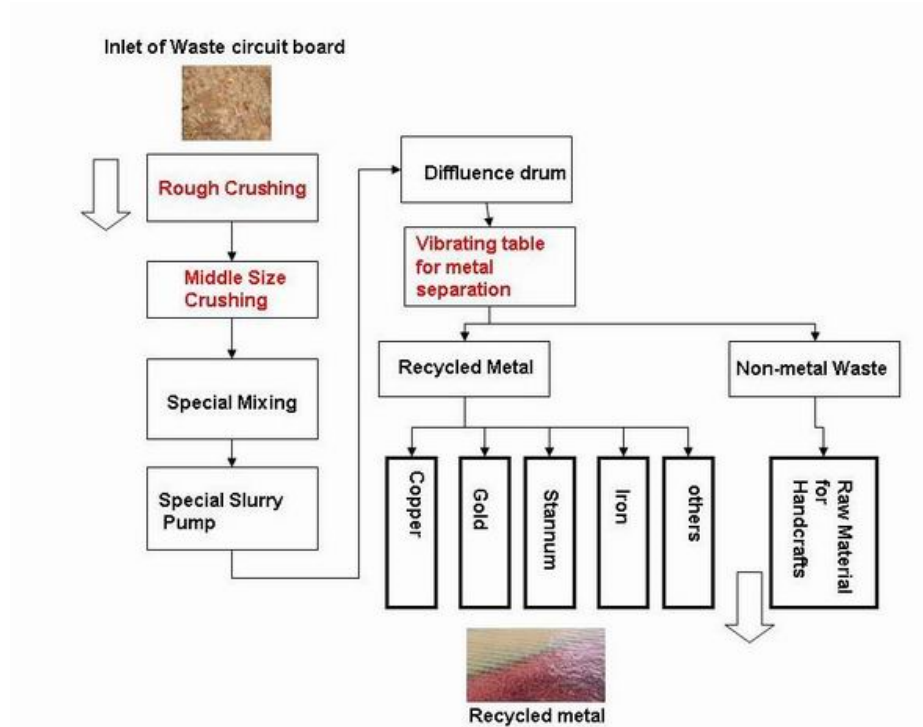 Inlet of Waste circuit board
Rough Crushing
Middle Size
Crushing
Special Mixing
Special Slurry
Pump
Diffluence drum
Vibrating table
for metal
separation
Recycled Metal
Non-metal Waste
Copper
Gold
Stannum
Iron
others
Raw Material
for
Handcrafts
Recycled metal